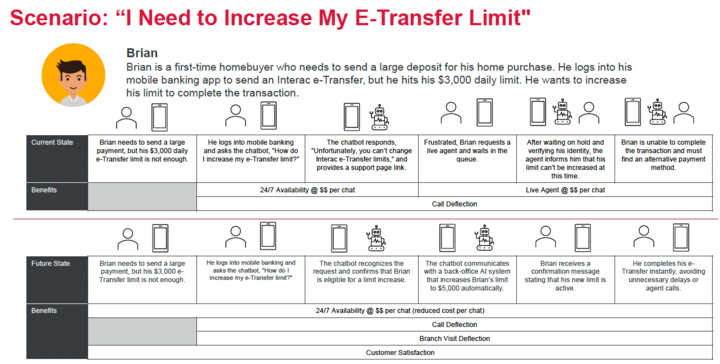 Scenario: “I Need to Increase My E-Transfer Limit"
Brian
Brian is a first-time homebuyer who needs to send a large deposit for his home purchase. He logs into his
mobile banking app to send an Interac e-Transfer, but he hits his $3,000 daily limit. He wants to increase
his limit to complete the transaction.
Current State
Brian needs to send a large
payment, but his $3,000 daily
e-Transfer limit is not enough.
He logs into mobile banking
and asks the chatbot, "How do
I increase my e-Transfer limit?"
The chatbot responds,
"Unfortunately, you can't change
Interac e-Transfer limits," and
provides a support page link.
Frustrated, Brian requests a
live agent and waits in the
queue.
After waiting on hold and
verifying his identity, the
agent informs him that his
limit can't be increased at
this time.
Brian is unable to complete
the transaction and must
find an alternative payment
method.
Benefits
24/7 Availability @ $$ per chat
Live Agent @ $$ per chat
Call Deflection
Future State
Brian needs to send a large
payment, but his $3,000 e-
Transfer limit is not enough.
He logs into mobile banking and
asks the chatbot, "How do I
increase my e-Transfer limit?"
The chatbot recognizes the
request and confirms that Brian
is eligible for a limit increase.
The chatbot communicates
with a back-office AI system
that increases Brian's limit
to $5,000 automatically.
Brian receives a
confirmation message
stating that his new limit is
active.
He completes his e-
Transfer instantly, avoiding
unnecessary delays or
agent calls.
Benefits
24/7 Availability @ $$ per chat (reduced cost per chat)
Call Deflection
Branch Visit Deflection
Customer Satisfaction